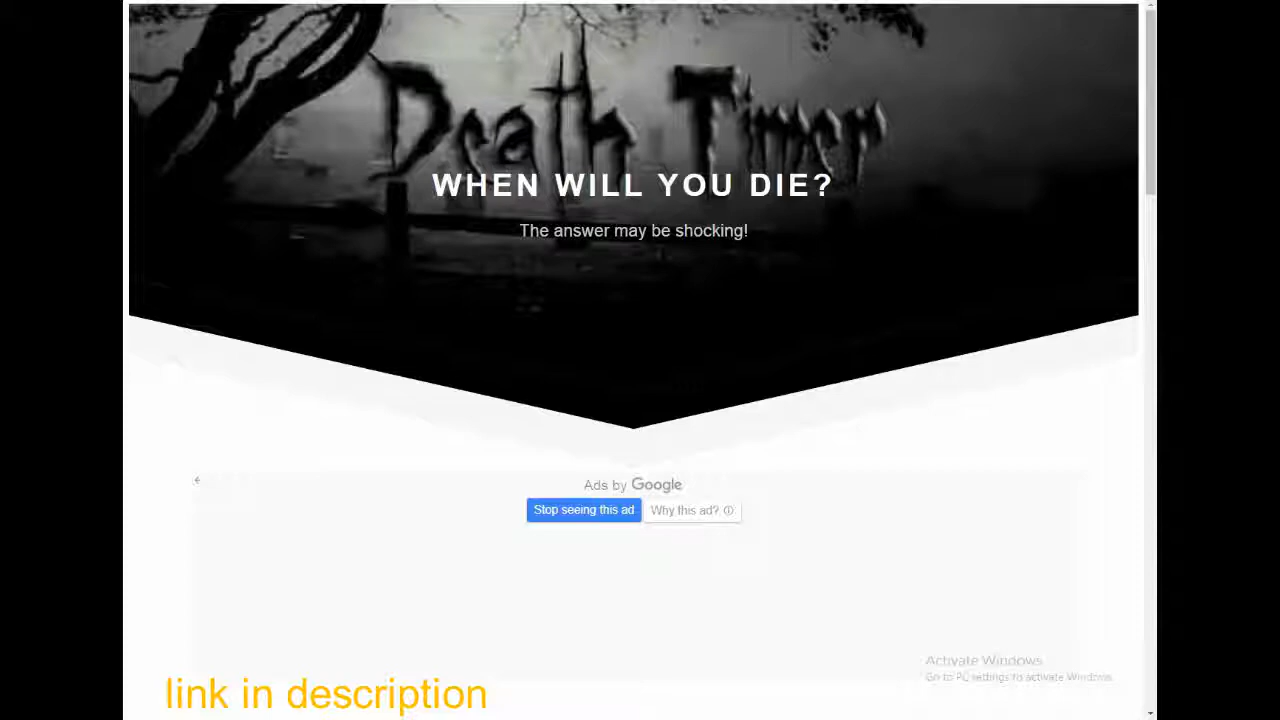 Death Timer
WHEN WILL YOU DIE?
The answer may be shocking!
Ads by Google
Stop seeing this ad
Why this ad?
Activate Windows
Go to PC settings to activate Windows.
link in description